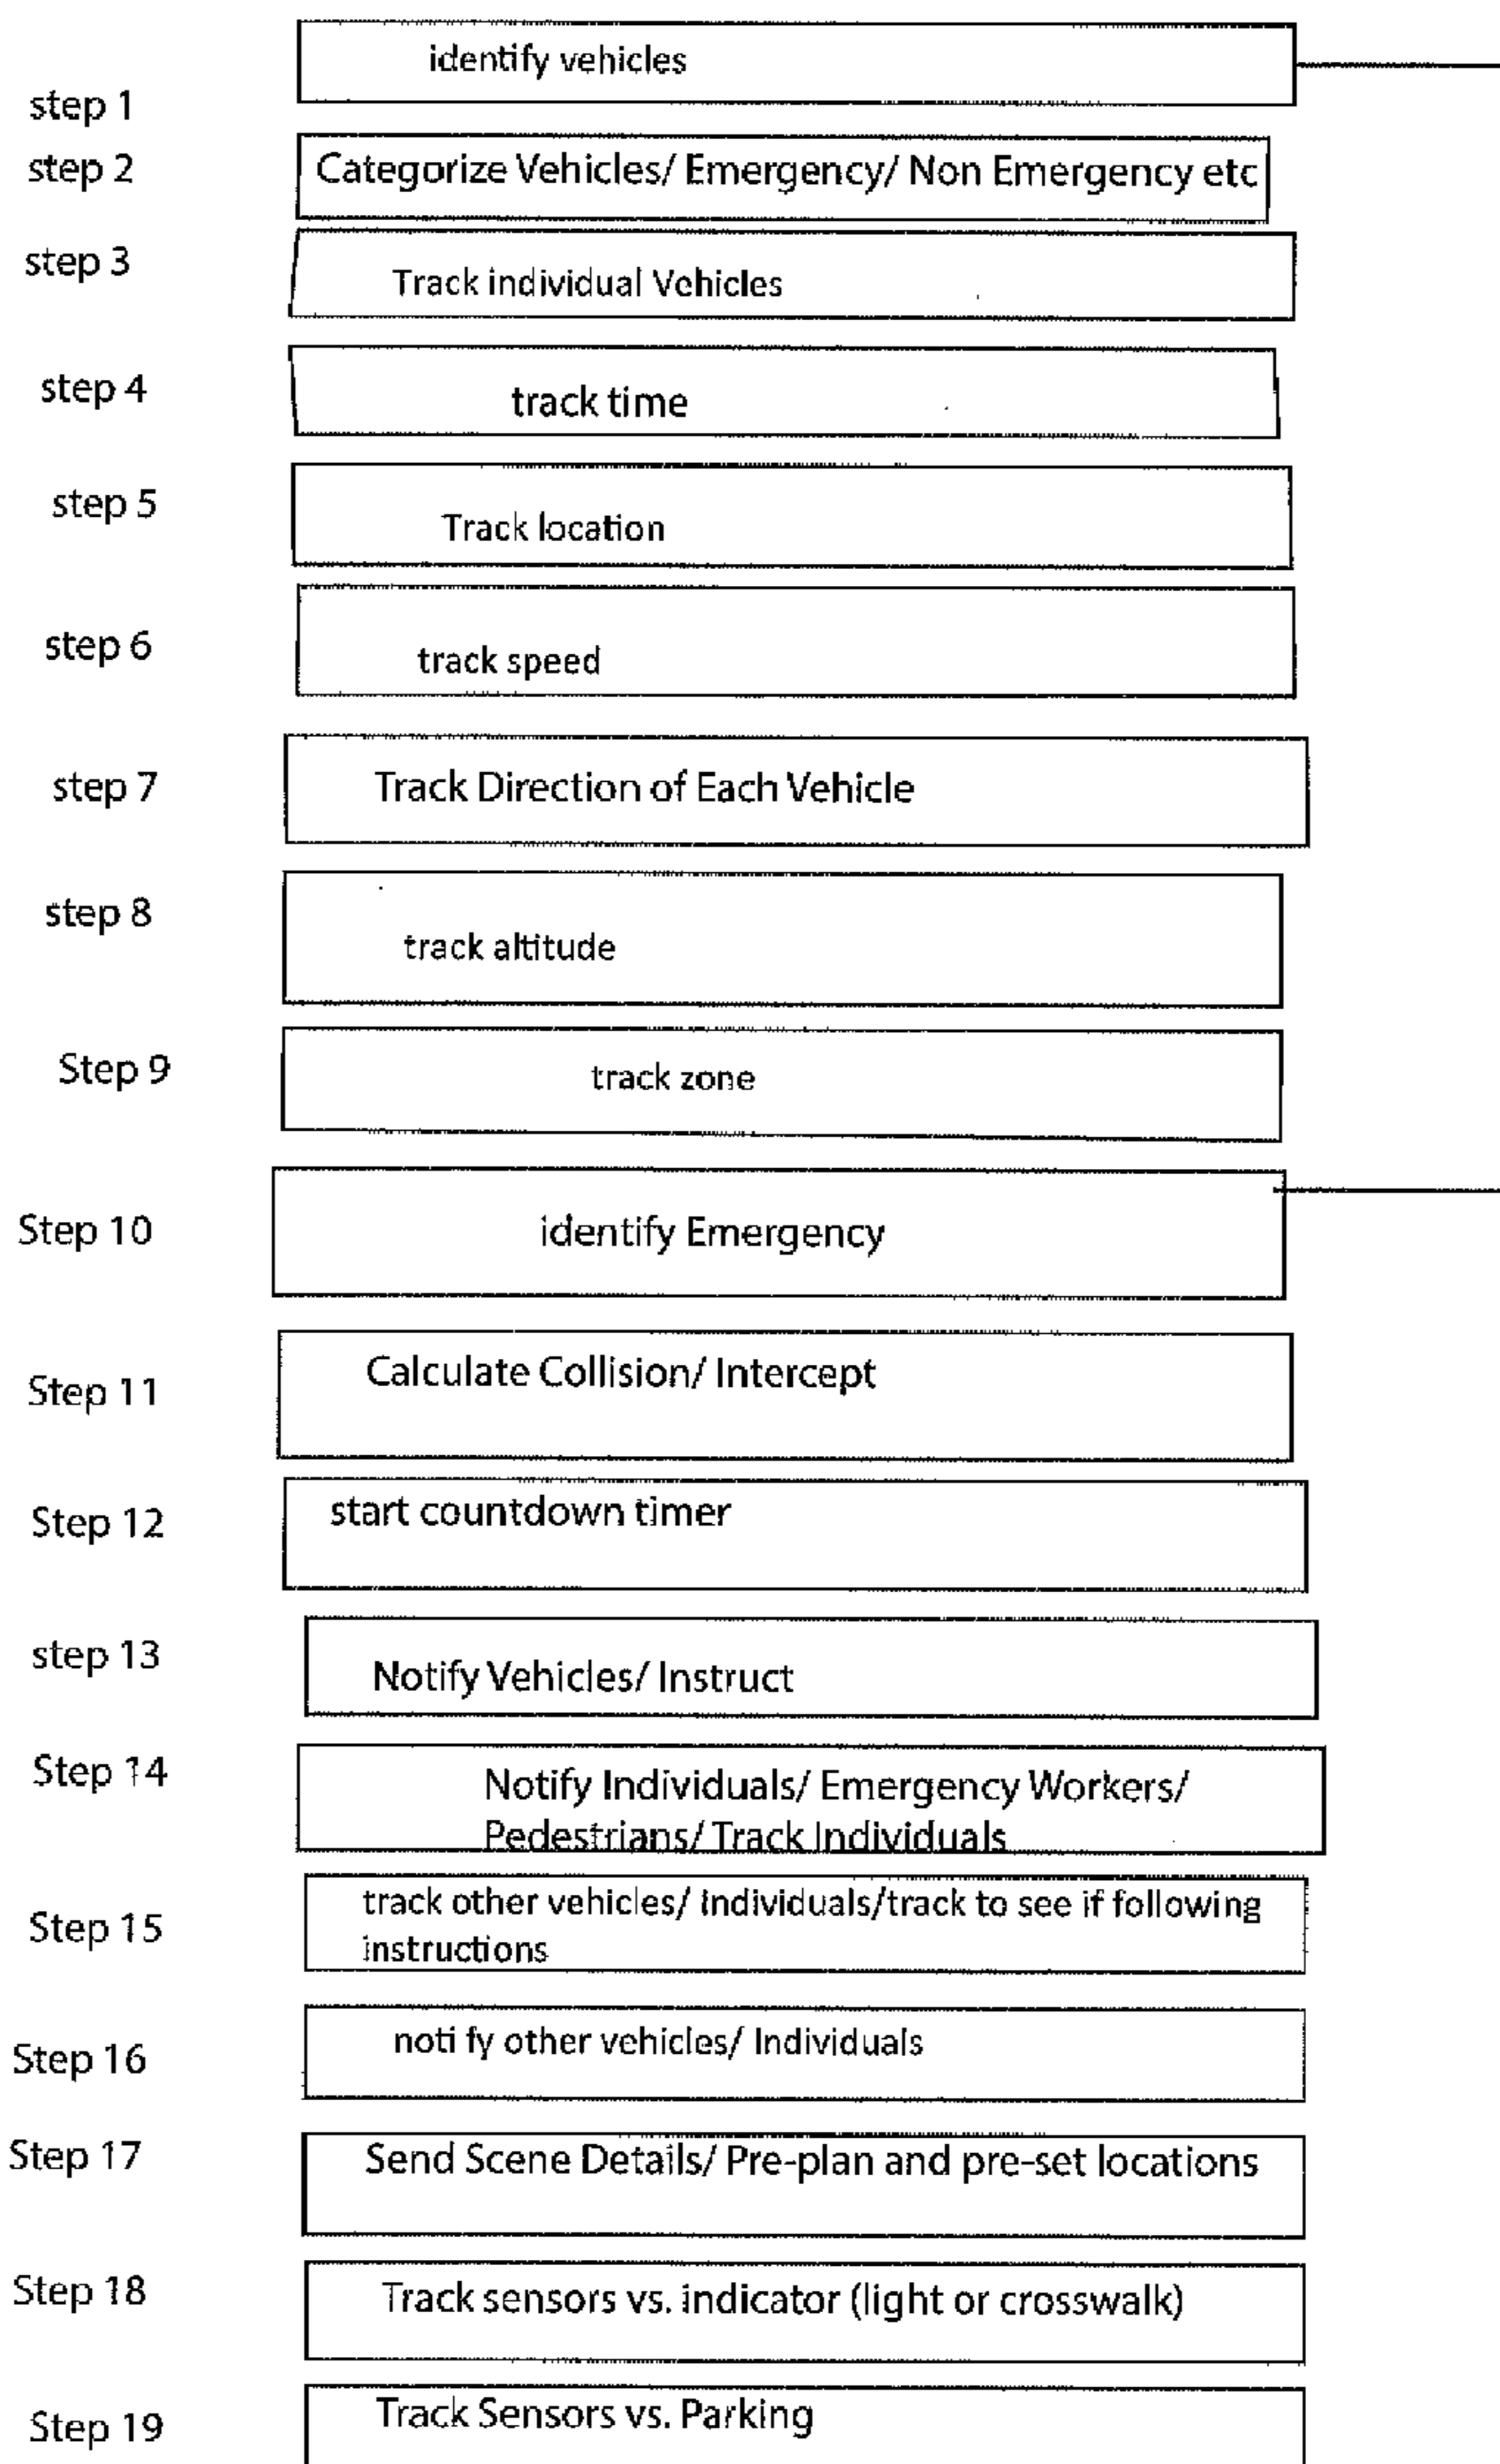 identify vehicles
step 1
step 2
Categorize Vehicles/ Emergency/ Non Emergency etc
step 3
Track individual Vehicles
step 4
track time
step 5
Track location
step 6
track speed
step 7
Track Direction of Each Vehicle
step 8
track altitude
Step 9
track zone
Step 10
identify Emergency
Step 11
Calculate Collision/ Intercept
Step 12
start countdown timer
step 13
Notify Vehicles/ Instruct
Step 14
Notify Individuals/ Emergency Workers/
Pedestrians/ Track Individuals
Step 15
track other vehicles/ Individuals/track to see if following
instructions
Step 16
noti fy other vehicles/ Individuals
Step 17
Send Scene Details/ Pre-plan and pre-set locations
Step 18
Track sensors vs. indicator (light or crosswalk)
Step 19
Track Sensors vs. Parking